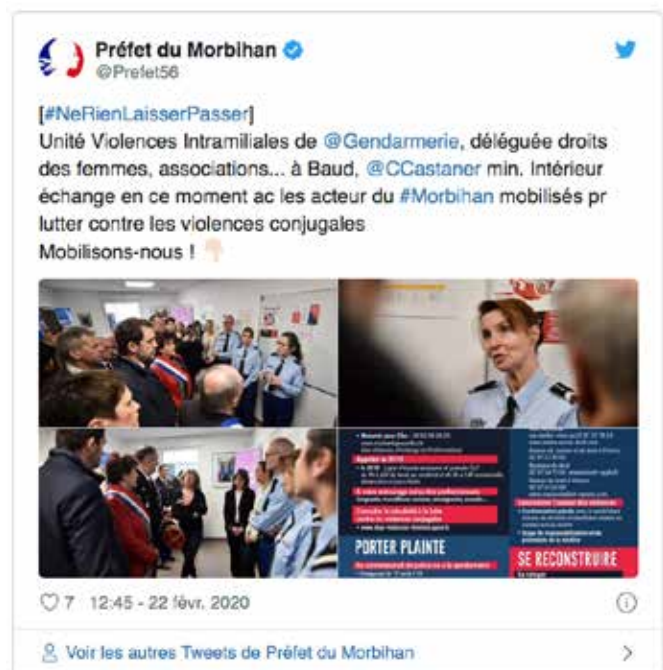 Préfet du Morbihan
@Prefet56
[#NeRienLaisserPasser]
Unité Violences Intramiliales de @Gendarmerie, déléguée droits
des femmes, associations... à Baud, @CCastaner min. Intérieur
échange en ce moment ac les acteur du #Morbihan mobilisés pr
lutter contre les violences conjugales
Mobilisons-nous !
PORTER PLAINTE
SE RECONSTRUIRE
7 12:45 - 22 févr. 2020
Voir les autres Tweets de Préfet du Morbihan